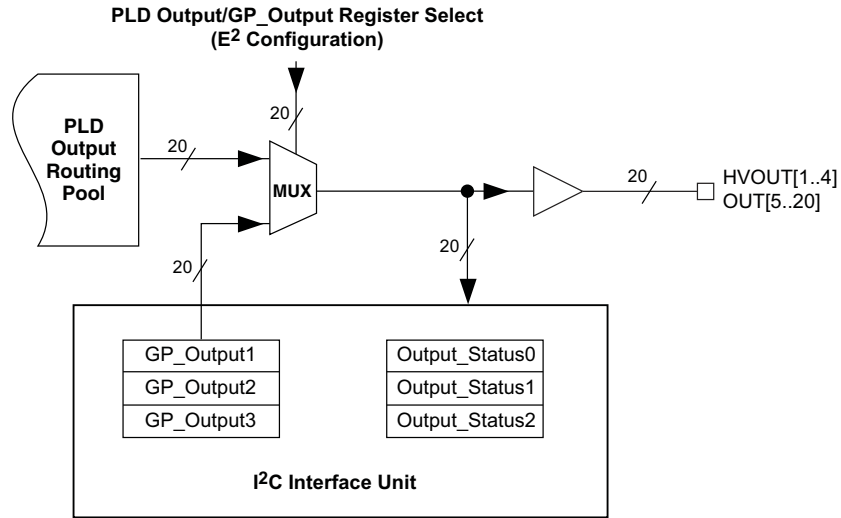 PLD Output/GP_Output Register Select
(E2 Configuration)
20
PLD
Output
Routing
Pool
20
MUX
20
HVOUT[1..4]
OUT[5..20]
20
20
GP_Output1
GP_Output2
GP_Output3
Output_Status0
Output_Status1
Output_Status2
I2C Interface Unit